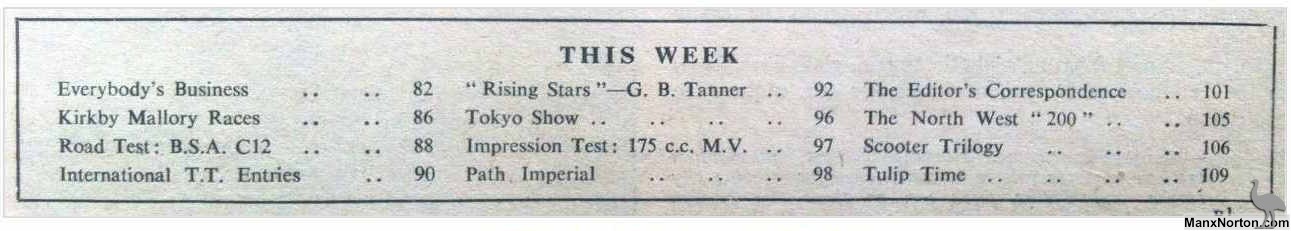 THIS WEEK
Everybody's Business .. .. 82
Kirkby Mallory Races .. .. 86
Road Test: B.S.A. C12 .. .. 88
International T.T. Entries .. 90
"Rising Stars"—G. B. Tanner .. 92
Tokyo Show .. .. .. .. 96
Impression Test: 175 c.c. M.V. .. 97
Path Imperial .. .. .. 98
The Editor's Correspondence .. 101
The North West "200" .. .. 105
Scooter Trilogy .. .. .. 106
Tulip Time .. .. .. .. 109
ManxNorton.com